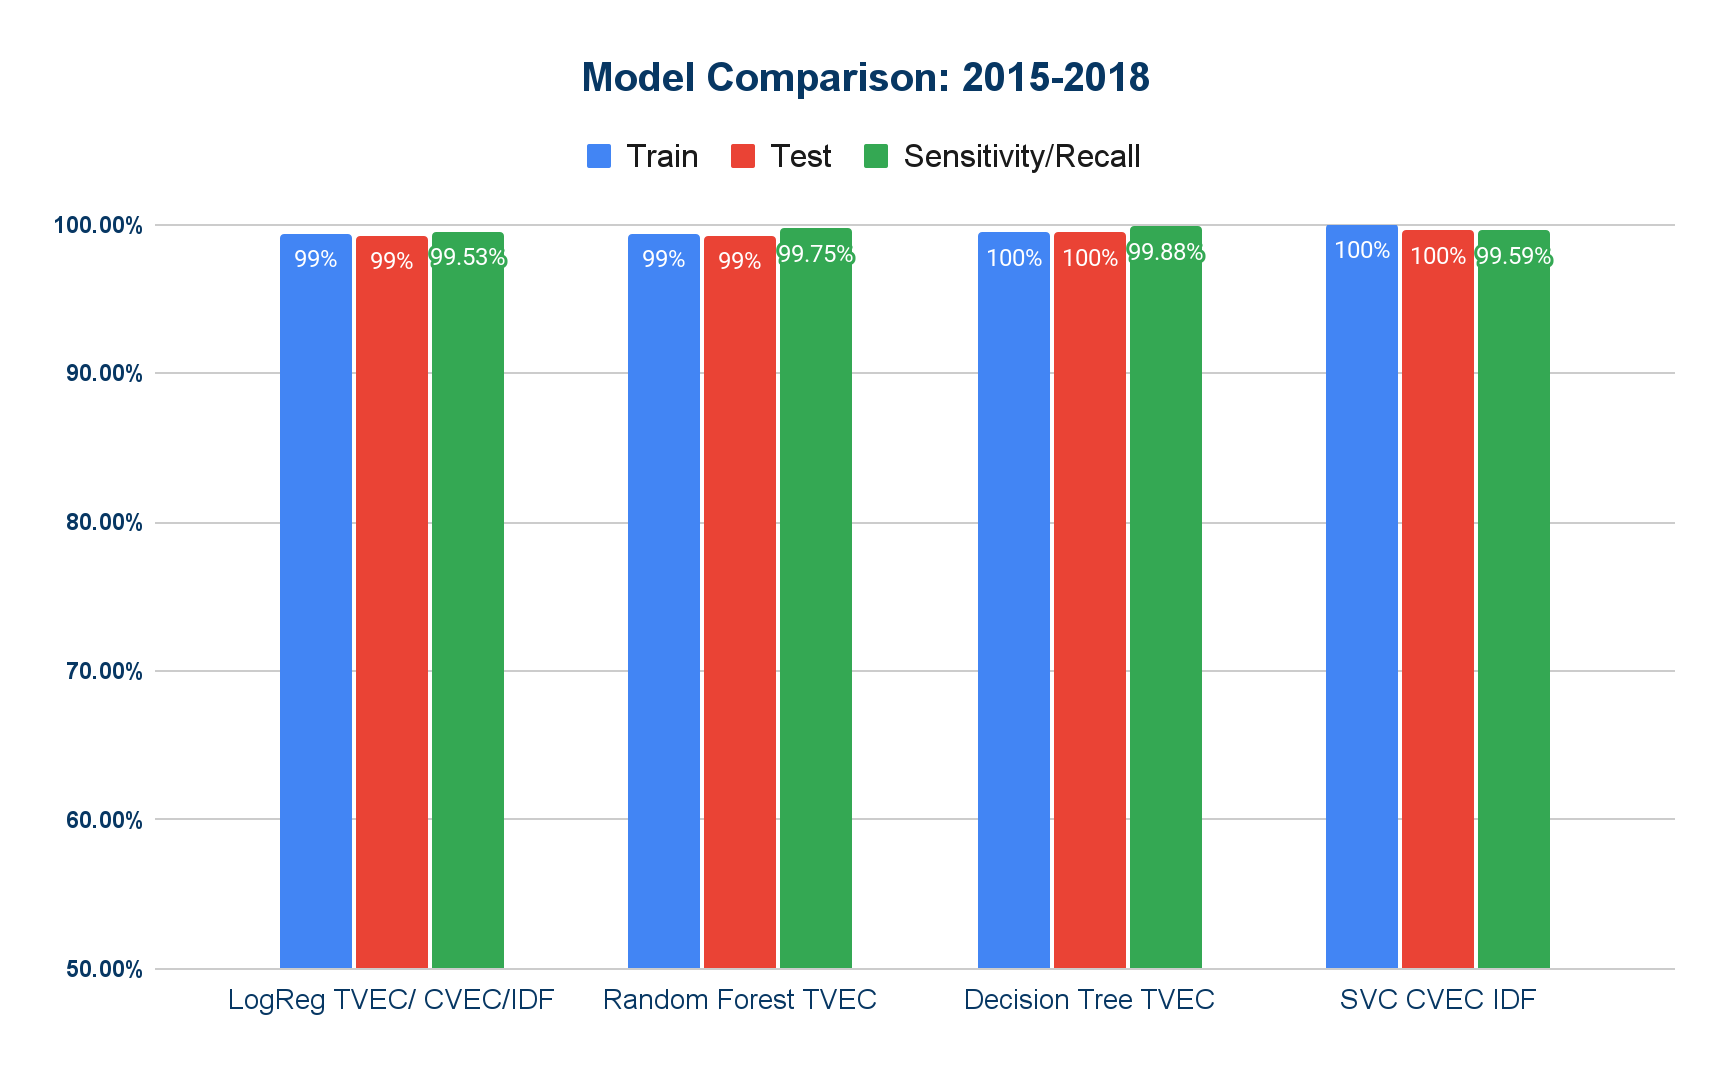 Model Comparison: 2015-2018
Train Test Sensitivity/Recall
100.00%
99% 99% 99.53% 99% 99% 99.75% 100% 100% 99.88% 100% 100% 99.59%
90.00%
80.00%
70.00%
60.00%
50.00%
LogReg TVEC/ CVEC/IDF Random Forest TVEC Decision Tree TVEC SVC CVEC IDF